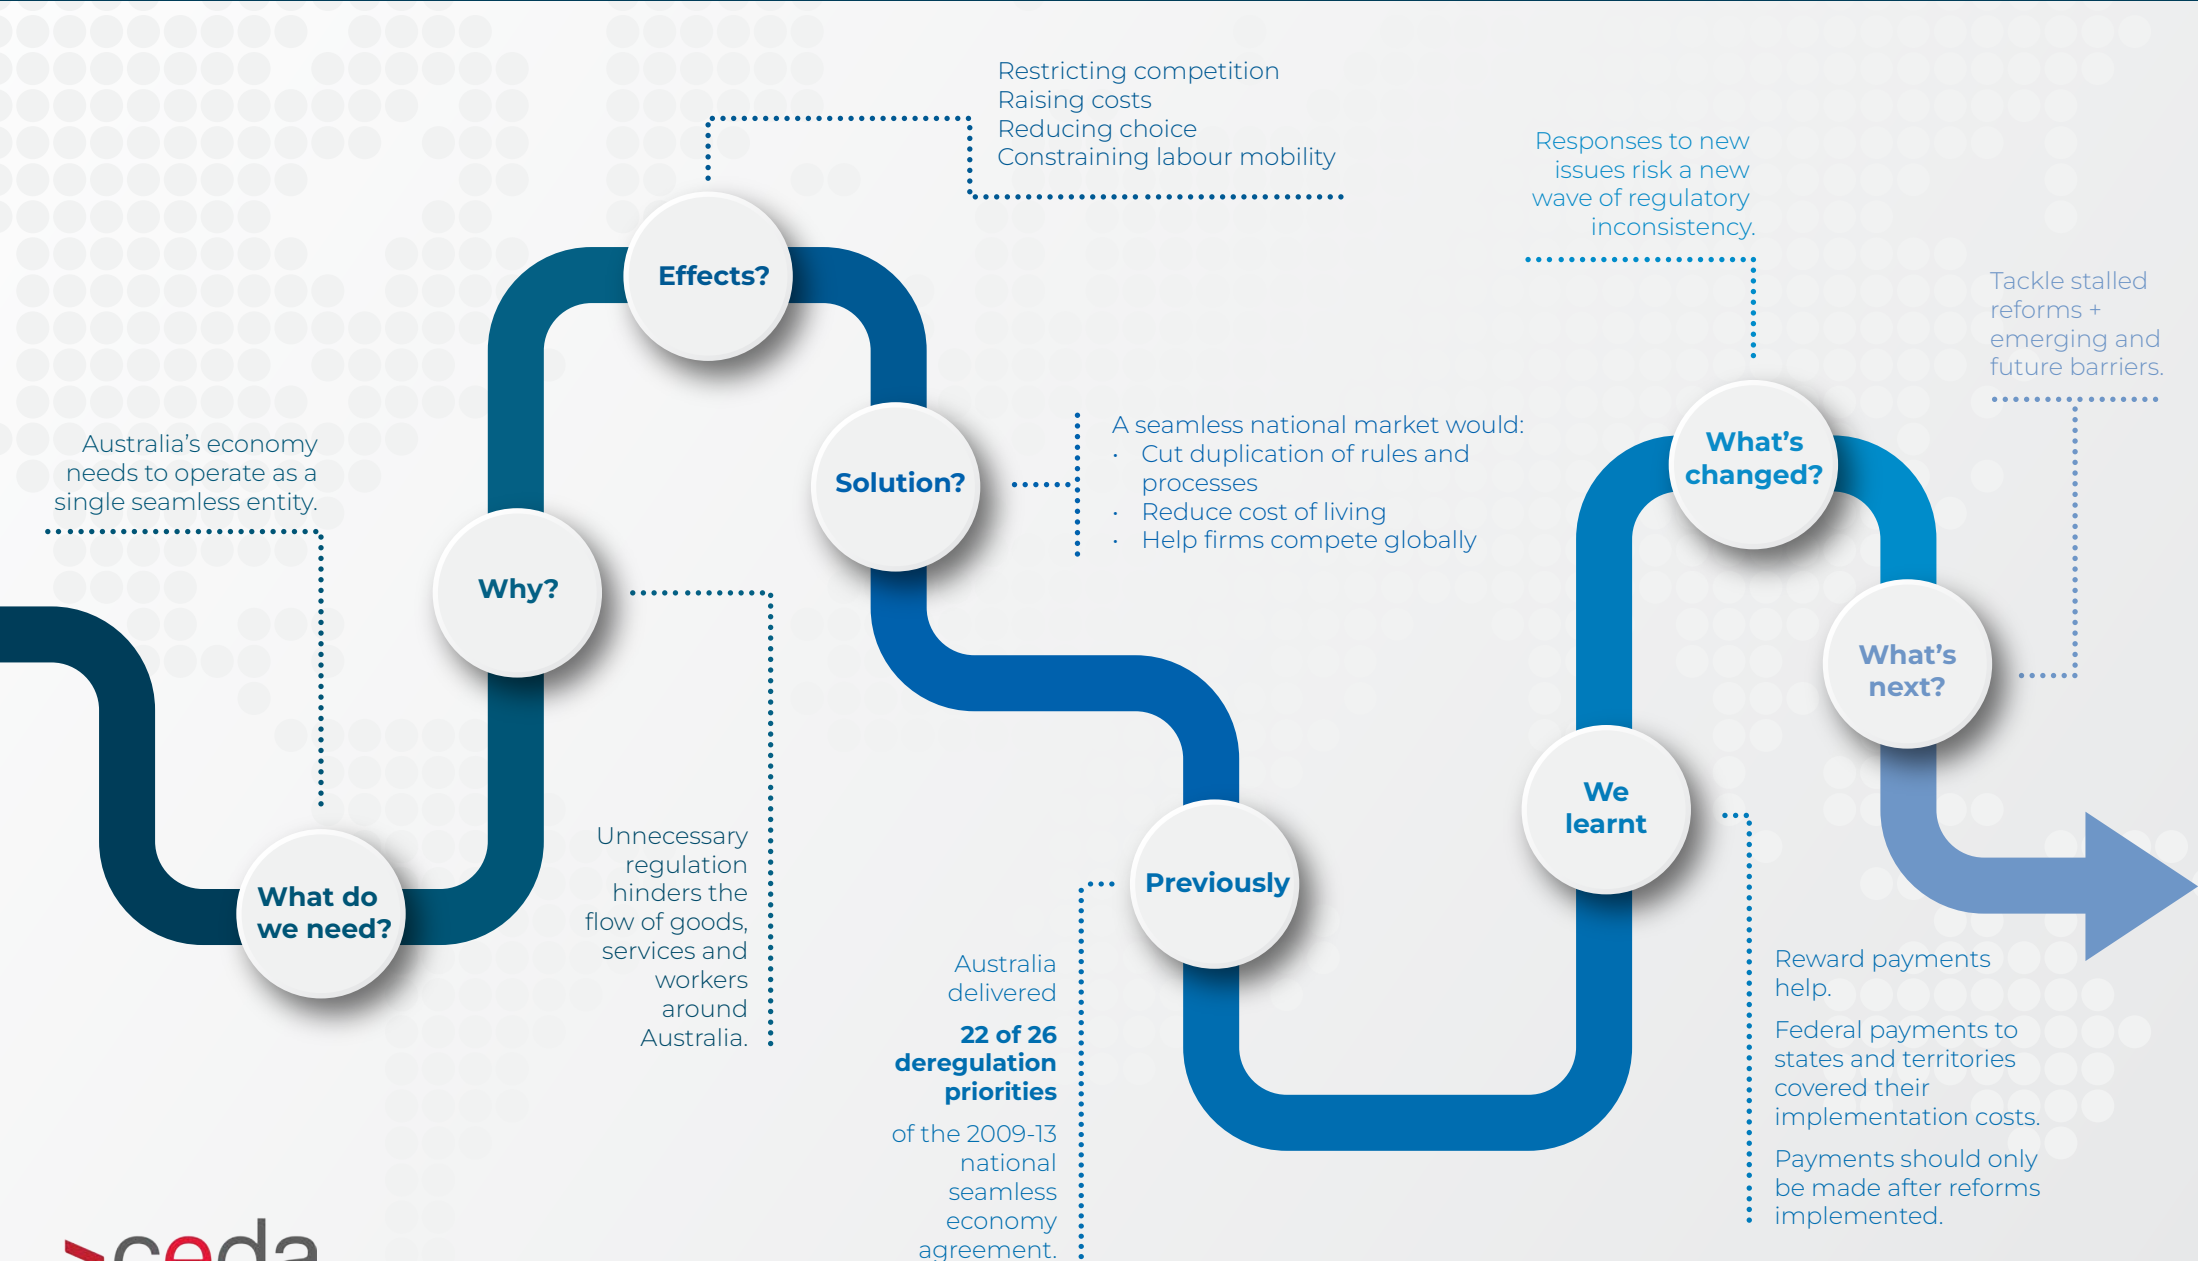 What do
we need?
Australia's economy
needs to operate as a
single seamless entity.
Why?
Unnecessary
regulation
hinders the
flow of goods,
services and
workers
around
Australia.
Effects?
Restricting competition
Raising costs
Reducing choice
Constraining labour mobility
Solution?
A seamless national market would:
• Cut duplication of rules and
processes
• Reduce cost of living
• Help firms compete globally
Previously
Australia
delivered
22 of 26
deregulation
priorities
of the 2009-13
national
seamless
economy
agreement.
We
learnt
Reward payments
help.
Federal payments to
states and territories
covered their
implementation costs.
Payments should only
be made after reforms
implemented.
What's
changed?
Responses to new
issues risk a new
wave of regulatory
inconsistency.
What's
next?
Tackle stalled
reforms +
emerging and
future barriers.
ceda